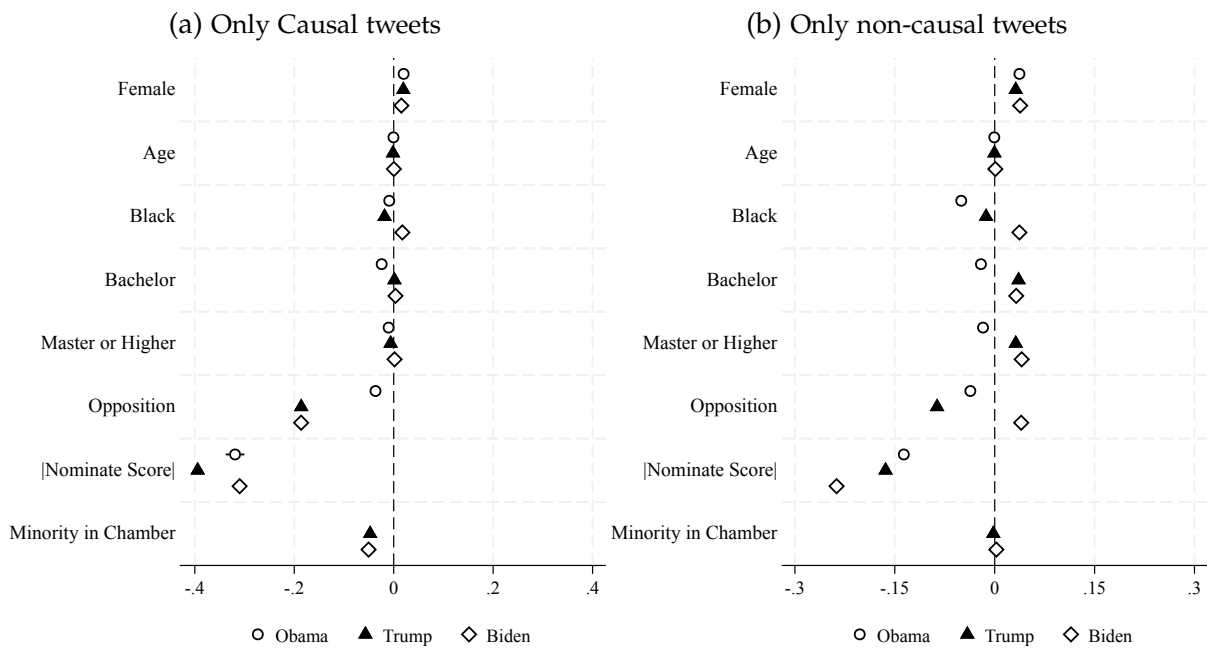 (a) Only Causal tweets
Female
Age
Black
Bachelor
Master or Higher
Opposition
|Nominate Score|
Minority in Chamber
-.4 -.2 0 .2 .4
Obama Trump Biden
(b) Only non-causal tweets
Female
Age
Black
Bachelor
Master or Higher
Opposition
|Nominate Score|
Minority in Chamber
-.3 -.15 0 .15 .3
Obama Trump Biden